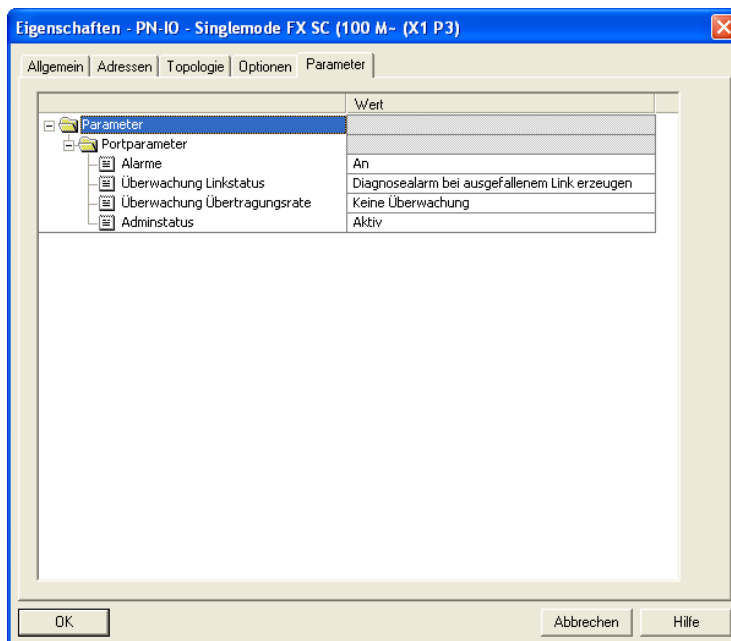 Eigenschaften - PN-IO - Singlemode FX SC (100 M~ (X1 P3)
Allgemein Adressen Topologie Optionen Parameter
Wert
Parameter
Portparameter
Alarme An
Überwachung Linkstatus Diagnosealarm bei ausgefallenem Link erzeugen
Überwachung Übertragungsrate Keine Überwachung
Adminstatus Aktiv
OK Abbrechen Hilfe